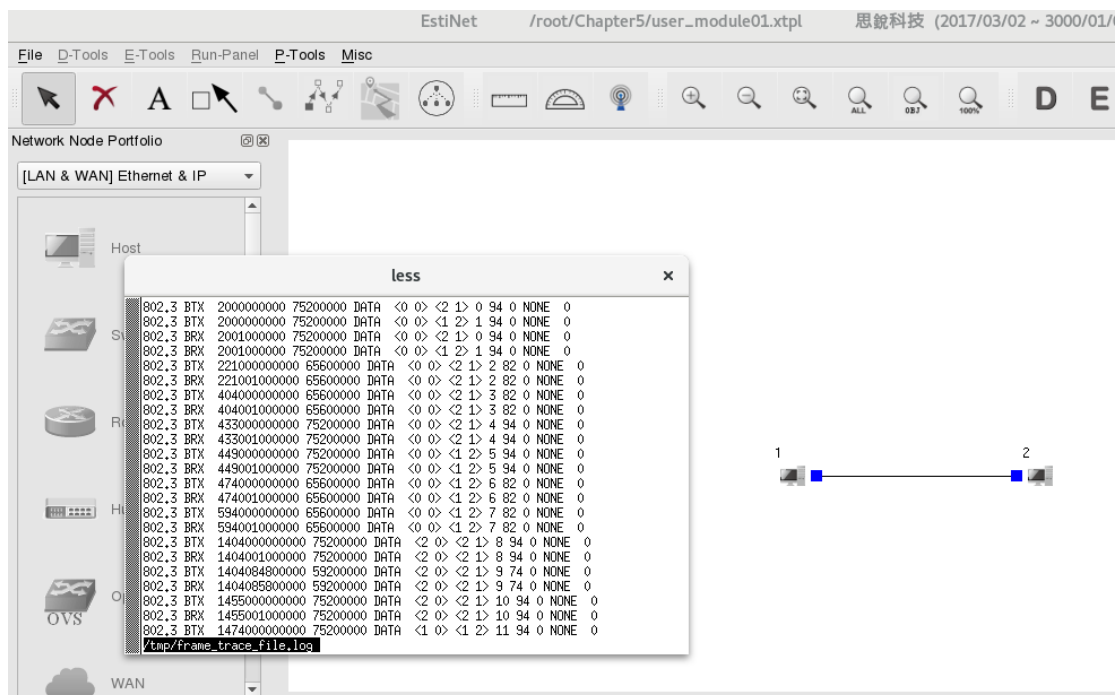 EstiNet /root/Chapter5/user_module01.xtpl 思銳科技 (2017/03/02 ~ 3000/01/0
File D-Tools E-Tools Run-Panel P-Tools Misc
A ALL OBJ 100% D E
Network Node Portfolio
[LAN & WAN] Ethernet & IP
Host
less
802.3 BTX 2000000000 75200000 DATA <0 0> <2 1> 0 94 0 NONE 0
802.3 BTX 2000000000 75200000 DATA <0 0> <1 2> 1 94 0 NONE 0
802.3 BRX 2001000000 75200000 DATA <0 0> <2 1> 0 94 0 NONE 0
802.3 BRX 2001000000 75200000 DATA <0 0> <1 2> 1 94 0 NONE 0
802.3 BTX 221000000000 65600000 DATA <0 0> <2 1> 2 82 0 NONE 0
802.3 BRX 221001000000 65600000 DATA <0 0> <2 1> 2 82 0 NONE 0
802.3 BTX 404000000000 65600000 DATA <0 0> <2 1> 3 82 0 NONE 0
802.3 BRX 404001000000 65600000 DATA <0 0> <2 1> 3 82 0 NONE 0
802.3 BTX 433000000000 75200000 DATA <0 0> <2 1> 4 94 0 NONE 0
802.3 BRX 433001000000 75200000 DATA <0 0> <2 1> 4 94 0 NONE 0
802.3 BTX 449000000000 75200000 DATA <0 0> <1 2> 5 94 0 NONE 0
802.3 BRX 449001000000 75200000 DATA <0 0> <1 2> 5 94 0 NONE 0
802.3 BTX 474000000000 65600000 DATA <0 0> <1 2> 6 82 0 NONE 0
802.3 BRX 474001000000 65600000 DATA <0 0> <1 2> 6 82 0 NONE 0
802.3 BTX 594000000000 65600000 DATA <0 0> <1 2> 7 82 0 NONE 0
802.3 BRX 594001000000 65600000 DATA <0 0> <1 2> 7 82 0 NONE 0
802.3 BTX 1404000000000 75200000 DATA <2 0> <2 1> 8 94 0 NONE 0
802.3 BRX 1404001000000 75200000 DATA <2 0> <2 1> 8 94 0 NONE 0
802.3 BTX 1404084800000 59200000 DATA <2 0> <2 1> 9 74 0 NONE 0
802.3 BRX 1404085800000 59200000 DATA <2 0> <2 1> 9 74 0 NONE 0
802.3 BTX 1455000000000 75200000 DATA <2 0> <2 1> 10 94 0 NONE 0
802.3 BRX 1455001000000 75200000 DATA <2 0> <2 1> 10 94 0 NONE 0
802.3 BTX 1474000000000 75200000 DATA <1 0> <1 2> 11 94 0 NONE 0
/tmp/frame_trace_file.log
OVS
WAN
1 2